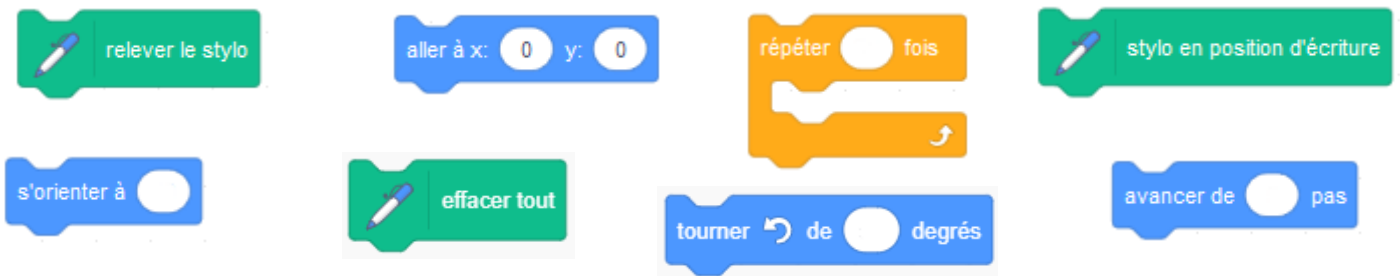 relever le stylo
aller à x: 0 y: 0
répéter fois
stylo en position d'écriture
s'orienter à
effacer tout
tourner de degrés
avancer de pas